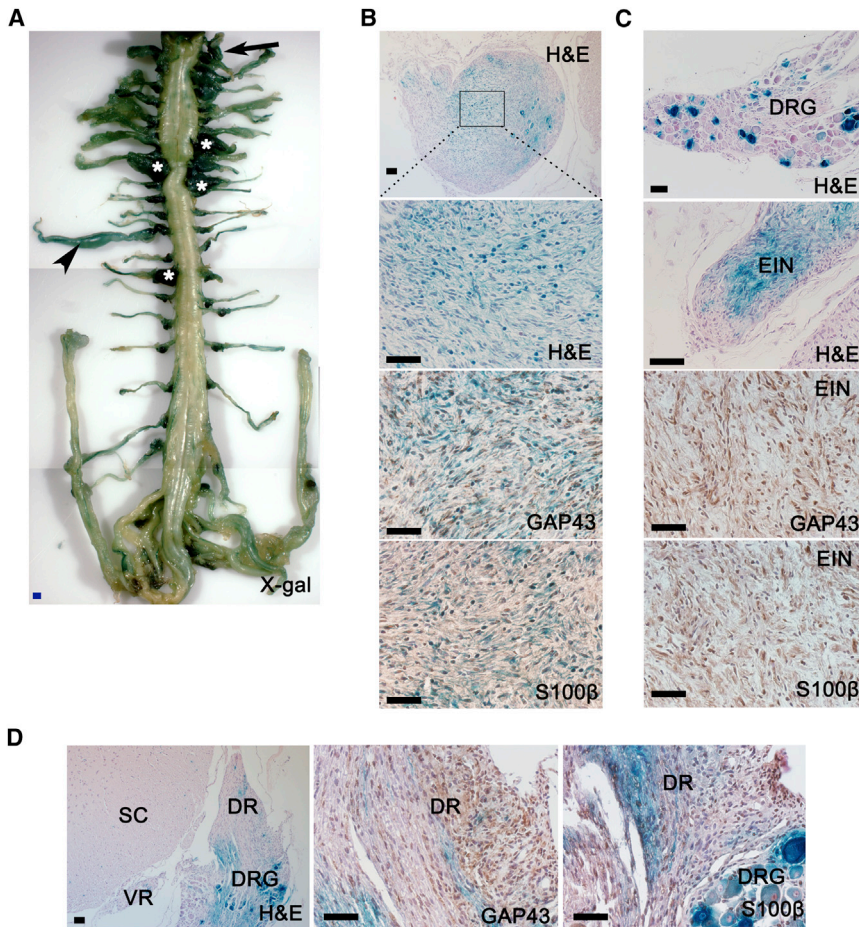 A
X-gal
B
H&E
H&E
GAP43
S100β
C
DRG
H&E
EIN
H&E
EIN
GAP43
EIN
S100β
D
SC
DR
VR
DRG
H&E
DR
GAP43
DR
DRG
S100β